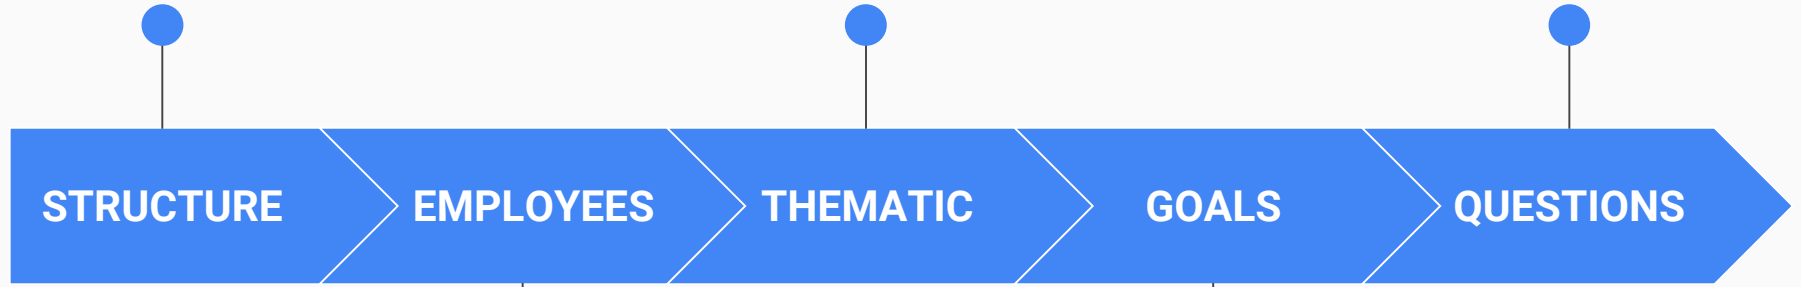 STRUCTURE
EMPLOYEES
THEMATIC
GOALS
QUESTIONS